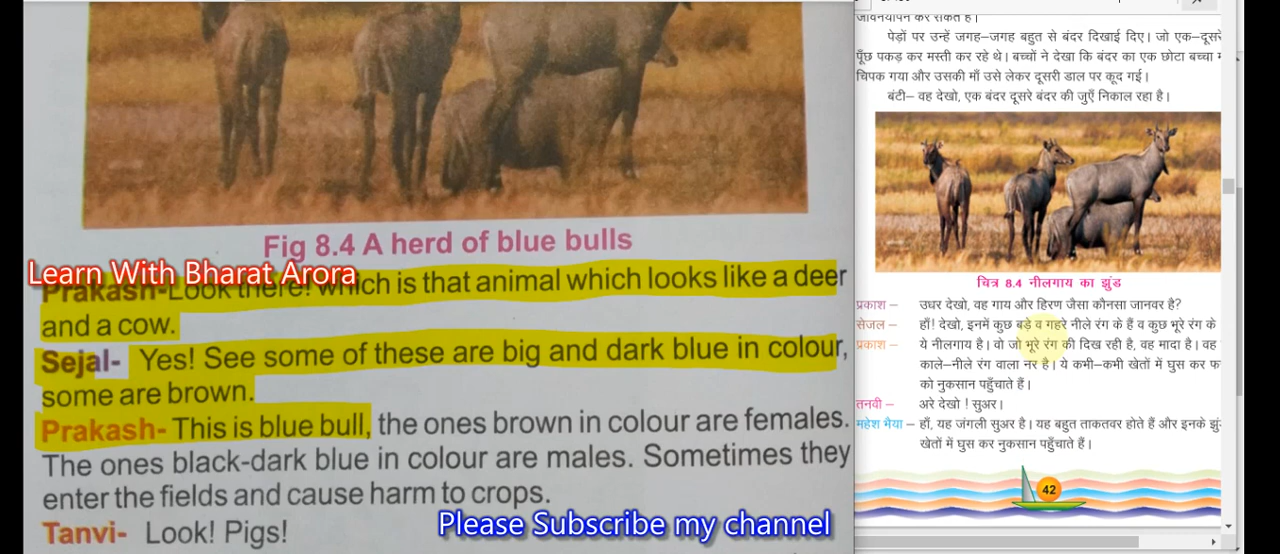 Fig 8.4 A herd of blue bulls
Learn With Bharat Arora
Prakash-Look there! which is that animal which looks like a deer
and a cow.
Sejal- Yes! See some of these are big and dark blue in colour,
some are brown.
Prakash- This is blue bull, the ones brown in colour are females.
The ones black-dark blue in colour are males. Sometimes they
enter the fields and cause harm to crops.
Tanvi- Look! Pigs!
Please Subscribe my channel
जीवनयापन कर सकते हैं।
पेड़ों पर उन्हें जगह–जगह बहुत से बंदर दिखाई दिए। जो एक–दूसरे
पूँछ पकड़ कर मस्ती कर रहे थे। बच्चों ने देखा कि बंदर का एक छोटा बच्चा
चिपक गया और उसकी माँ उसे लेकर दूसरी डाल पर कूद गई।
बंटी– वह देखो, एक बंदर दूसरे बंदर की जुएँ निकाल रहा है।
चित्र 8.4 नीलगाय का झुंड
प्रकाश – उधर देखो, वह गाय और हिरण जैसा कौनसा जानवर है?
सेजल – हाँ! देखो, इनमें कुछ बड़े व गहरे नीले रंग के हैं व कुछ भूरे रंग के
प्रकाश – ये नीलगाय है। वो जो भूरे रंग की दिख रही है, वह मादा है। वह
काले–नीले रंग वाला नर है। ये कभी–कभी खेतों में घुस कर
को नुकसान पहुँचाते हैं।
तनवी – अरे देखो ! सुअर।
महेश भैया – हाँ, यह जंगली सुअर है। यह बहुत ताकतवर होते हैं और इनके
खेतों में घुस कर नुकसान पहुँचाते हैं।
42